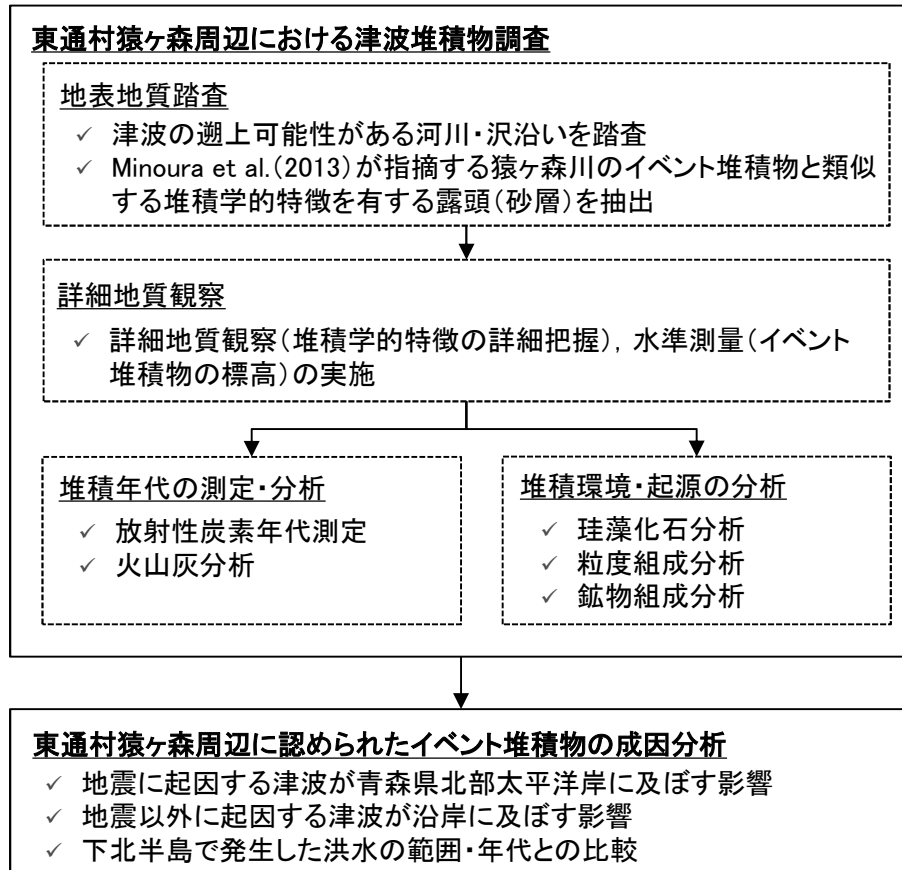 東通村猿ヶ森周辺における津波堆積物調査
地表地質踏査
✓ 津波の遡上可能性がある河川・沢沿いを踏査
✓ Minoura et al.(2013)が指摘する猿ヶ森川のイベント堆積物と類似
する堆積学的特徴を有する露頭(砂層)を抽出
詳細地質観察
✓ 詳細地質観察(堆積学的特徴の詳細把握), 水準測量(イベント
堆積物の標高)の実施
堆積年代の測定・分析
✓ 放射性炭素年代測定
✓ 火山灰分析
堆積環境・起源の分析
✓ 珪藻化石分析
✓ 粒度組成分析
✓ 鉱物組成分析
東通村猿ヶ森周辺に認められたイベント堆積物の成因分析
✓ 地震に起因する津波が青森県北部太平洋岸に及ぼす影響
✓ 地震以外に起因する津波が沿岸に及ぼす影響
✓ 下北半島で発生した洪水の範囲・年代との比較